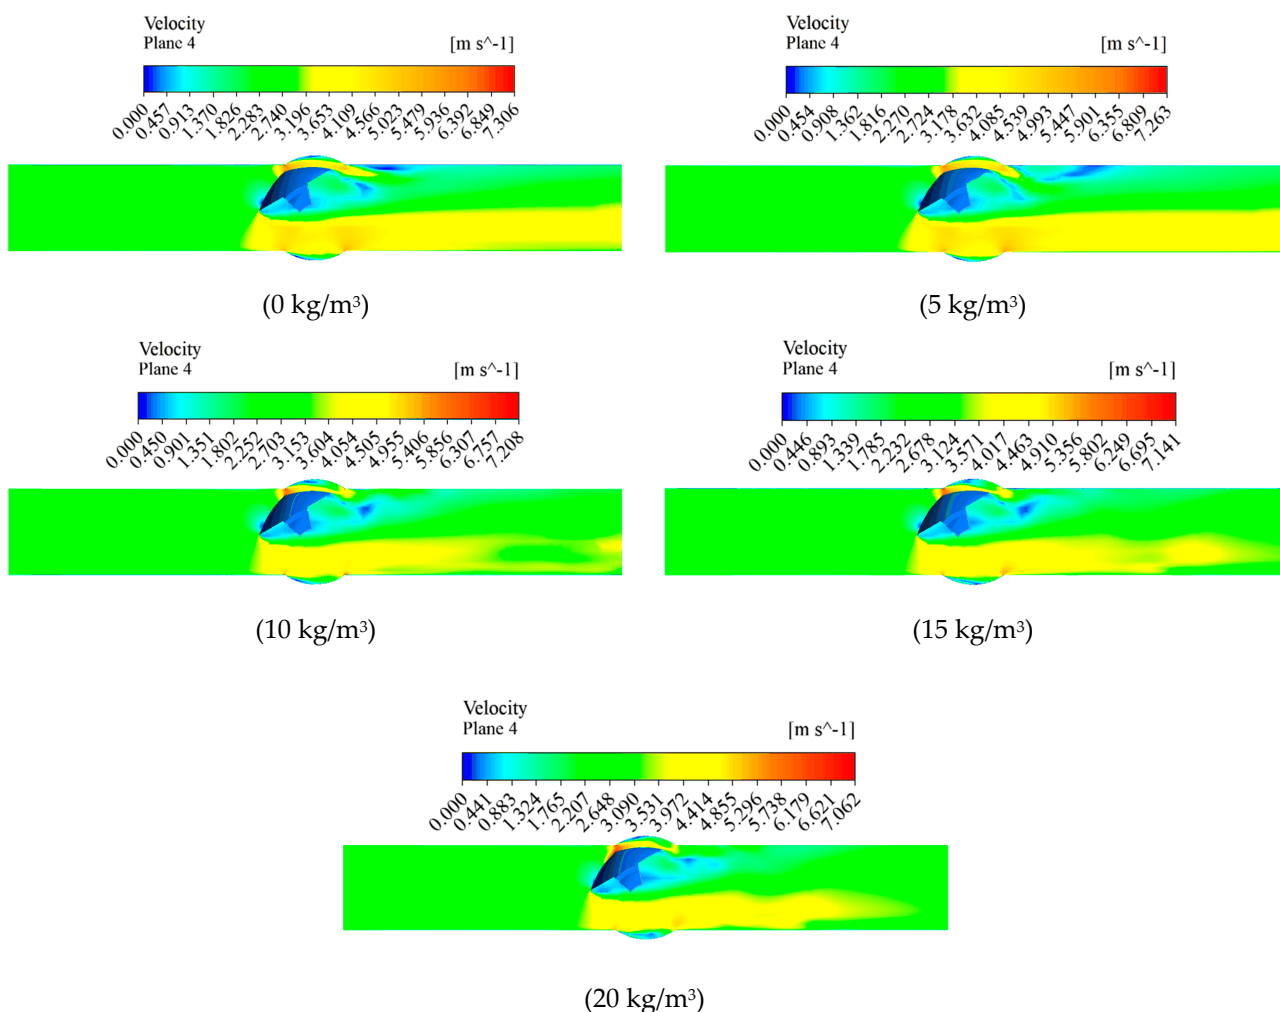 Velocity
Plane 4 [m s^-1]
0.000 0.457 0.913 1.370 1.826 2.283 2.740 3.196 3.653 4.109 4.566 5.023 5.479 5.936 6.392 6.849 7.306
(0 kg/m³)
Velocity
Plane 4 [m s^-1]
0.000 0.454 0.908 1.362 1.816 2.270 2.724 3.178 3.632 4.085 4.539 4.993 5.447 5.901 6.355 6.809 7.263
(5 kg/m³)
Velocity
Plane 4 [m s^-1]
0.000 0.450 0.901 1.351 1.802 2.252 2.703 3.153 3.604 4.054 4.505 4.955 5.406 5.856 6.307 6.757 7.208
(10 kg/m³)
Velocity
Plane 4 [m s^-1]
0.000 0.446 0.893 1.339 1.785 2.232 2.678 3.124 3.571 4.017 4.463 4.910 5.356 5.802 6.249 6.695 7.141
(15 kg/m³)
Velocity
Plane 4 [m s^-1]
0.000 0.441 0.883 1.324 1.765 2.207 2.648 3.090 3.531 3.972 4.414 4.855 5.296 5.738 6.179 6.621 7.062
(20 kg/m³)